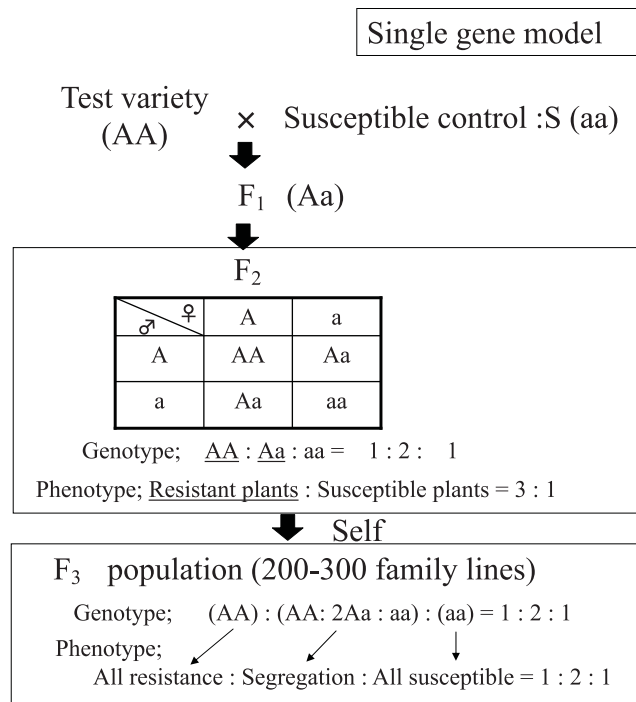 Single gene model
Test variety
(AA)
× Susceptible control :S (aa)
F₁ (Aa)
F₂
♂ ♀ A a
A AA Aa
a Aa aa
Genotype; AA : Aa : aa = 1 : 2 : 1
Phenotype; Resistant plants : Susceptible plants = 3 : 1
Self
F₃ population (200-300 family lines)
Genotype; (AA) : (AA: 2Aa : aa) : (aa) = 1 : 2 : 1
Phenotype;
All resistance : Segregation : All susceptible = 1 : 2 : 1